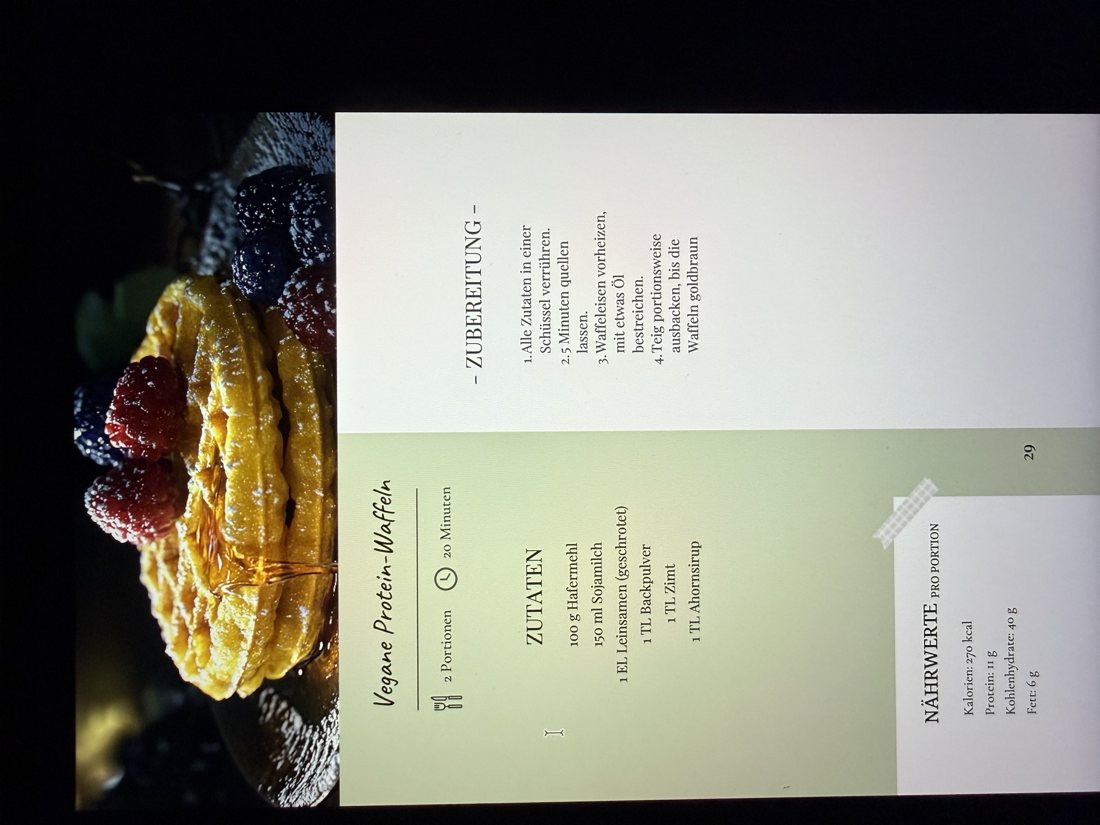 Vegane Protein-Waffeln
2 Portionen 20 Minuten
ZUTATEN
100 g Hafermehl
150 ml Sojamilch
1 EL Leinsamen (geschrotet)
1 TL Backpulver
1 TL Zimt
1 TL Ahornsirup
- ZUBEREITUNG -
1. Alle Zutaten in einer
Schüssel verrühren.
2. 5 Minuten quellen
lassen.
3. Waffeleisen vorheizen,
mit etwas Öl
bestreichen.
4. Teig portionsweise
ausbacken, bis die
Waffeln goldbraun
NÄHRWERTE PRO PORTION
Kalorien: 270 kcal
Protein: 11 g
Kohlenhydrate: 40 g
Fett: 6 g
29